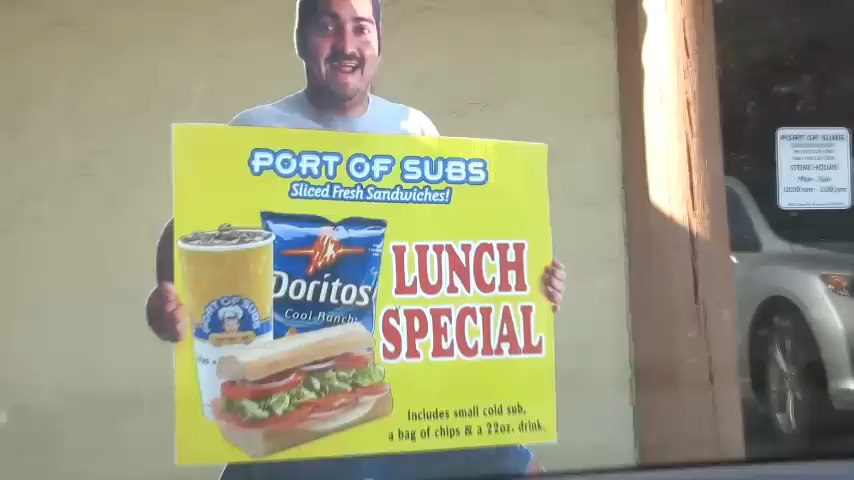 PORT OF SUBS
Sliced Fresh Sandwiches!
LUNCH
SPECIAL
Doritos
Cool Ranch
PORT OF SUBS
Includes small cold sub,
a bag of chips & a 22oz. drink.
STORE HOURS